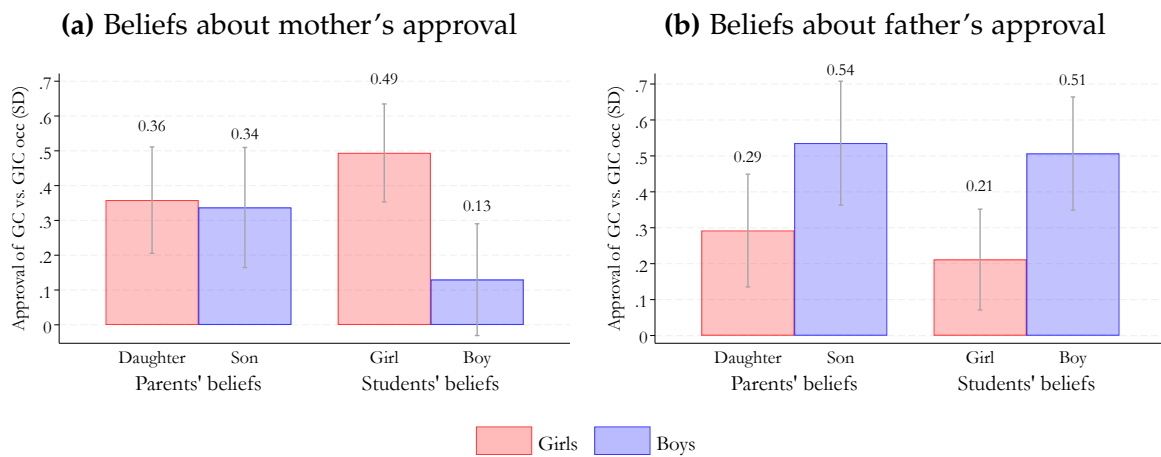 (a) Beliefs about mother's approval
Approval of GC vs. GIC occ (SD)
.7
.6
.5
.4
.3
.2
.1
0
0.36
0.34
0.49
0.13
Daughter
Son
Girl
Boy
Parents' beliefs
Students' beliefs
(b) Beliefs about father's approval
Approval of GC vs. GIC occ (SD)
.7
.6
.5
.4
.3
.2
.1
0
0.29
0.54
0.21
0.51
Daughter
Son
Girl
Boy
Parents' beliefs
Students' beliefs
Girls
Boys